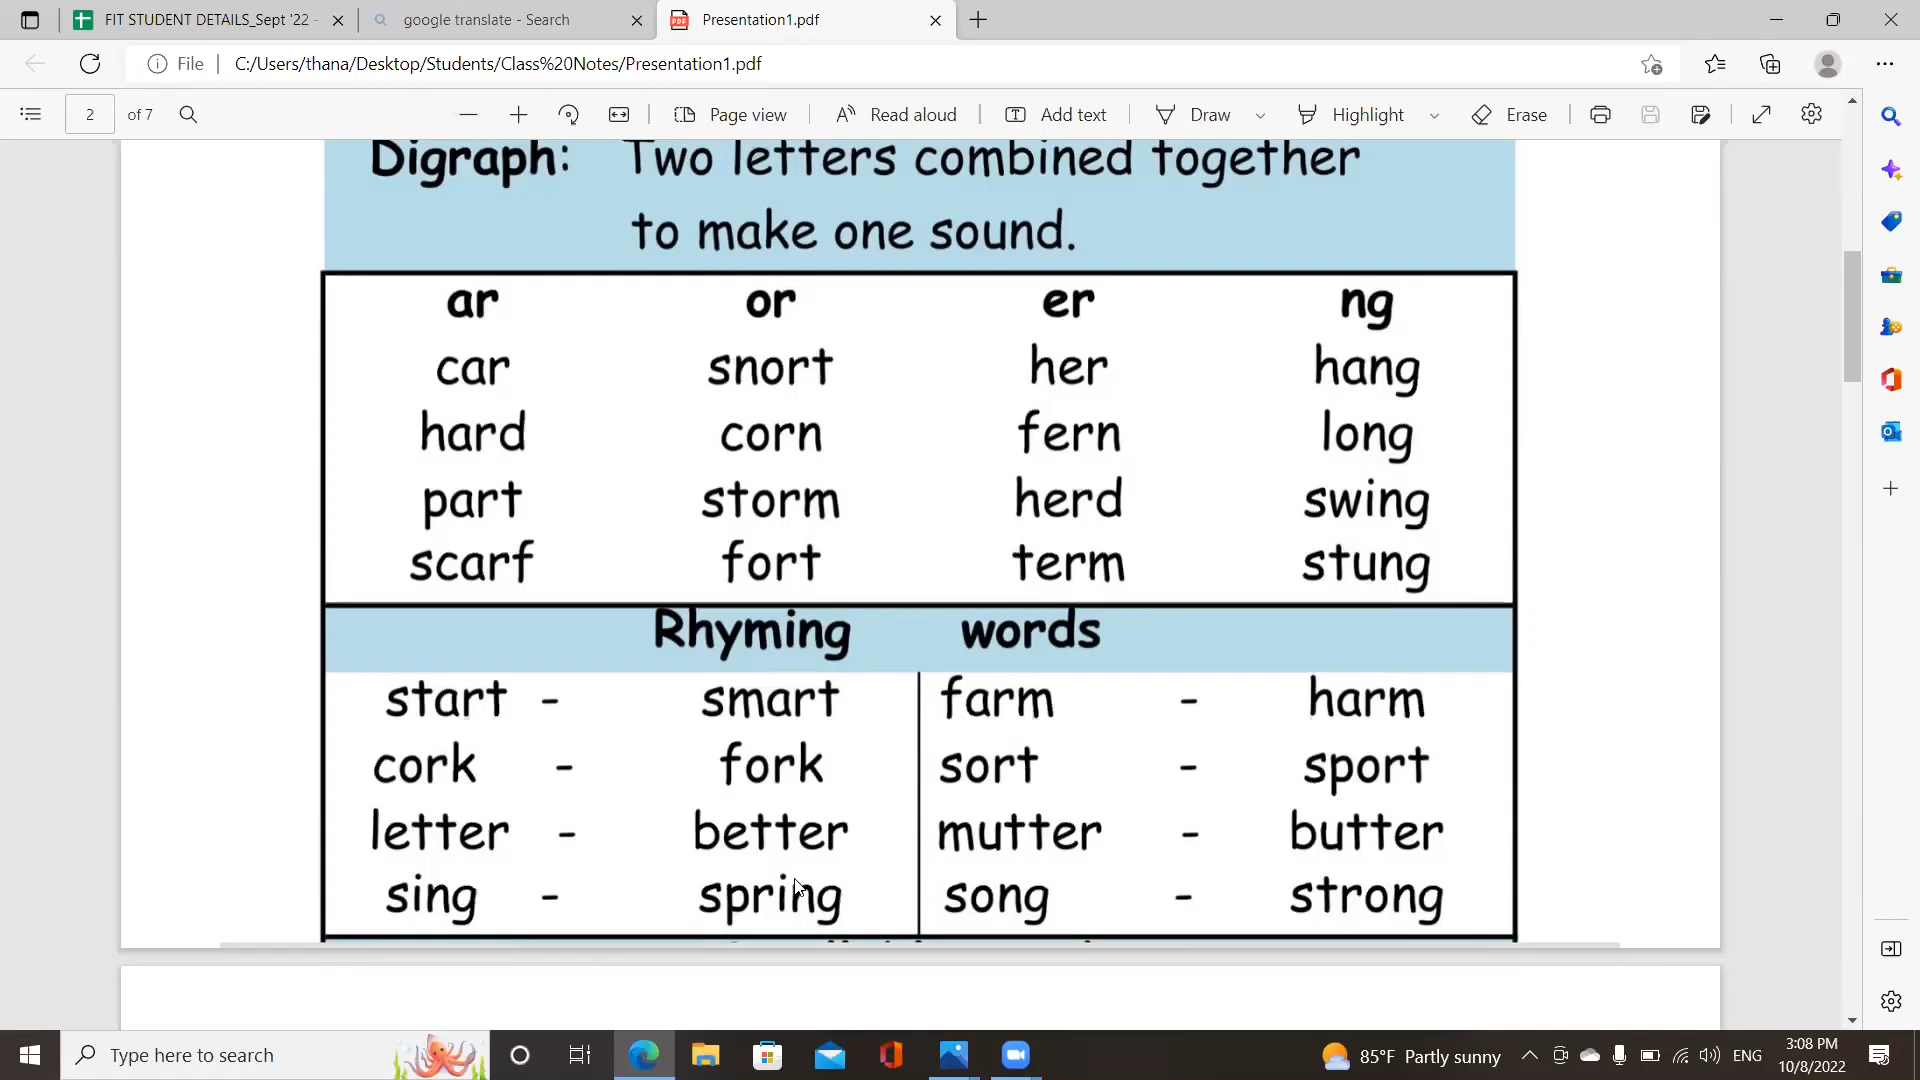 FIT STUDENT DETAILS_Sept '22 -
google translate - Search
Presentation1.pdf
File
C:/Users/thana/Desktop/Students/Class%20Notes/Presentation1.pdf
2 of 7
Page view
Read aloud
Add text
Draw
Highlight
Erase
Digraph: Two letters combined together
to make one sound.
ar or er ng
car snort her hang
hard corn fern long
part storm herd swing
scarf fort term stung
Rhyming words
start - smart farm - harm
cork - fork sort - sport
letter - better mutter - butter
sing - spring song - strong
Type here to search
85°F Partly sunny
ENG
3:08 PM
10/8/2022